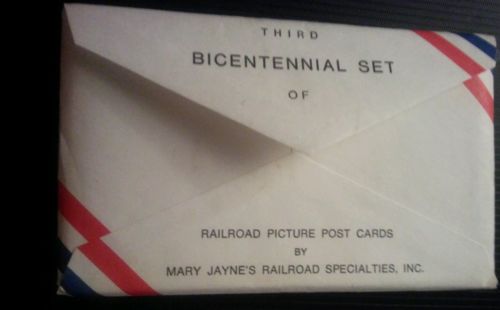 THIRD
BICENTENNIAL SET
OF
RAILROAD PICTURE POST CARDS
BY
MARY JAYNE'S RAILROAD SPECIALTIES, INC.